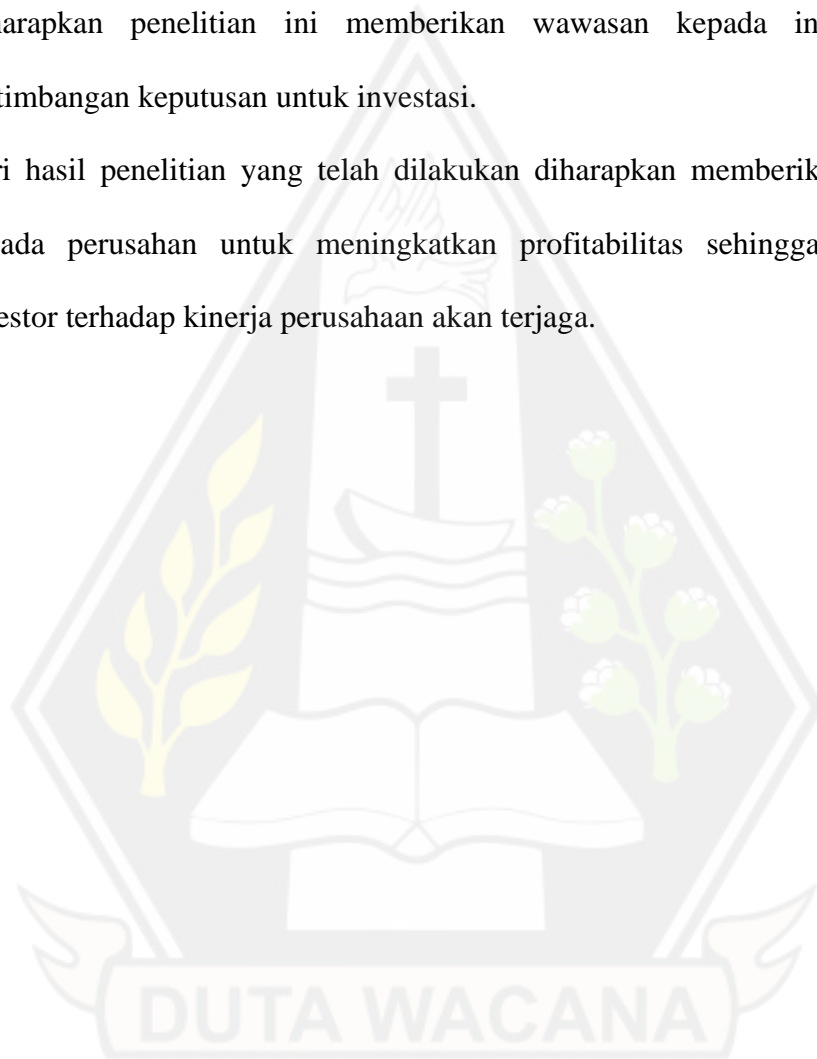 harapkan penelitian ini memberikan wawasan kepada in
timbangan keputusan untuk investasi.
ri hasil penelitian yang telah dilakukan diharapkan memberik
ada perusahan untuk meningkatkan profitabilitas sehingga
estor terhadap kinerja perusahaan akan terjaga.
DUTA WACANA